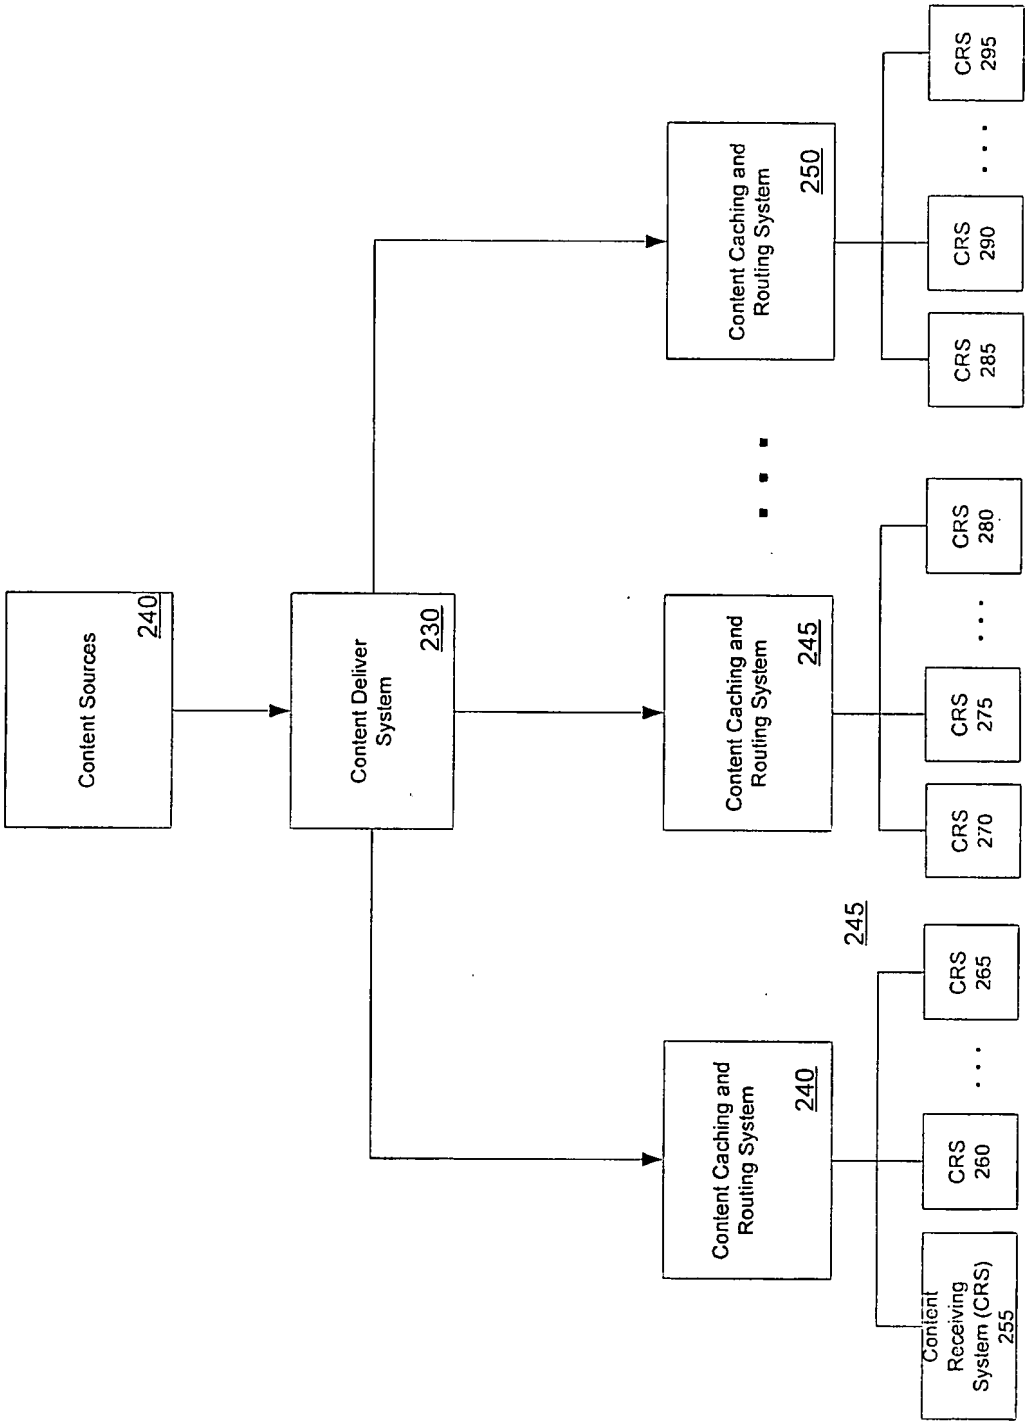 Content Sources
240
Content Deliver
System
230
Content Caching and
Routing System
240
Content Caching and
Routing System
245
Content Caching and
Routing System
250
245
Content
Receiving
System (CRS)
255
CRS
260
CRS
265
CRS
270
CRS
275
CRS
280
CRS
285
CRS
290
CRS
295